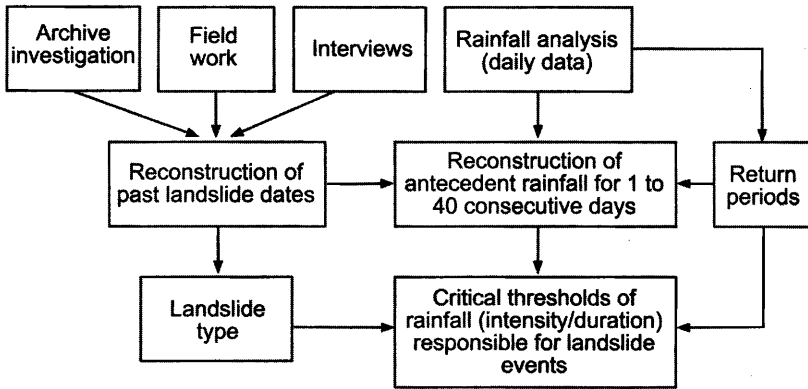 Archive
investigation
Field
work
Interviews
Rainfall analysis
(daily data)
Reconstruction of
past landslide dates
Reconstruction of
antecedent rainfall for 1 to
40 consecutive days
Return
periods
Landslide
type
Critical thresholds of
rainfall (intensity/duration)
responsible for landslide
events